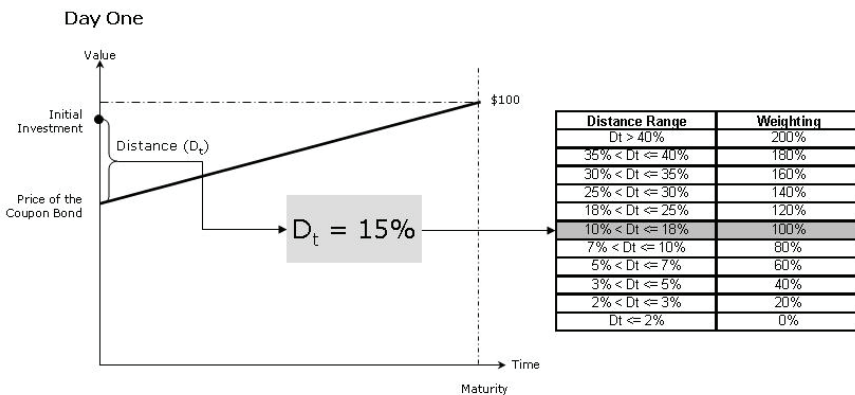 Day One
Value
$100
Initial
Investment
Distance (Dt)
Price of the
Coupon Bond
Dt = 15%
Distance Range Weighting
Dt > 40% 200%
35% < Dt <= 40% 180%
30% < Dt <= 35% 160%
25% < Dt <= 30% 140%
18% < Dt <= 25% 120%
10% < Dt <= 18% 100%
7% < Dt <= 10% 80%
5% < Dt <= 7% 60%
3% < Dt <= 5% 40%
2% < Dt <= 3% 20%
Dt <= 2% 0%
Time
Maturity